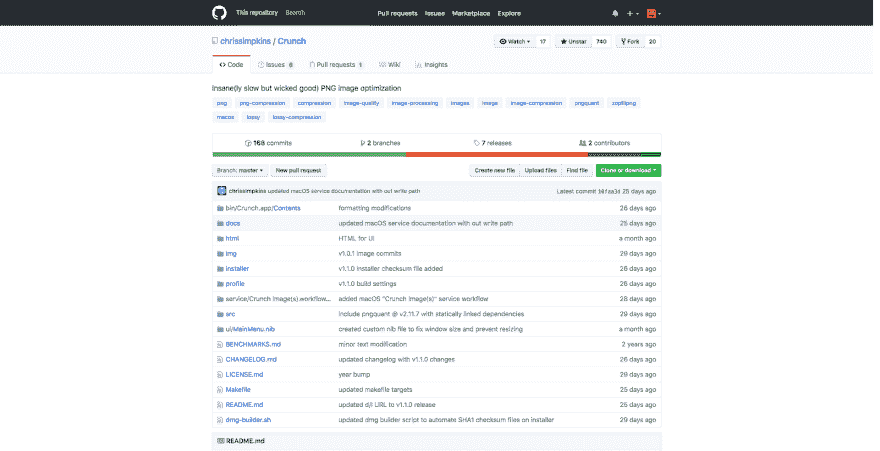 This repository Search Pull requests Issues Marketplace Explore
chrissimpkins / Crunch Watch 17 Unstar 740 Fork 20
Code Issues 6 Pull requests 1 Wiki Insights
Insane(ly slow but wicked good) PNG image optimization
png png-compression compression image-quality image-processing images image image-compression pngquant zopflipng
macos lossy lossy-compression
168 commits 2 branches 7 releases 2 contributors
Branch: master New pull request Create new file Upload files Find file Clone or download
chrissimpkins updated macOS service documentation with out write path Latest commit 25 days ago
bin/Crunch.app/Contents formatting modifications 26 days ago
docs updated macOS service documentation with out write path 25 days ago
html HTML for UI a month ago
img v1.0.1 image commits 29 days ago
installer v1.1.0 installer checksum file added 26 days ago
profile v1.1.0 build settings 26 days ago
service/Crunch Image(s).workflow... added macOS "Crunch Image(s)" service workflow 28 days ago
src include pngquant @ v2.11.7 with statically linked dependencies 29 days ago
ui/MainMenu.nib created custom nib file to fix window size and prevent resizing a month ago
BENCHMARKS.md minor text modification 2 years ago
CHANGELOG.md updated changelog with v1.1.0 changes 26 days ago
LICENSE.md year bump 29 days ago
Makefile updated makefile targets 25 days ago
README.md updated d/l URL to v1.1.0 release 25 days ago
dmg-builder.sh updated dmg builder script to automate SHA1 checksum files on installer 29 days ago
README.md